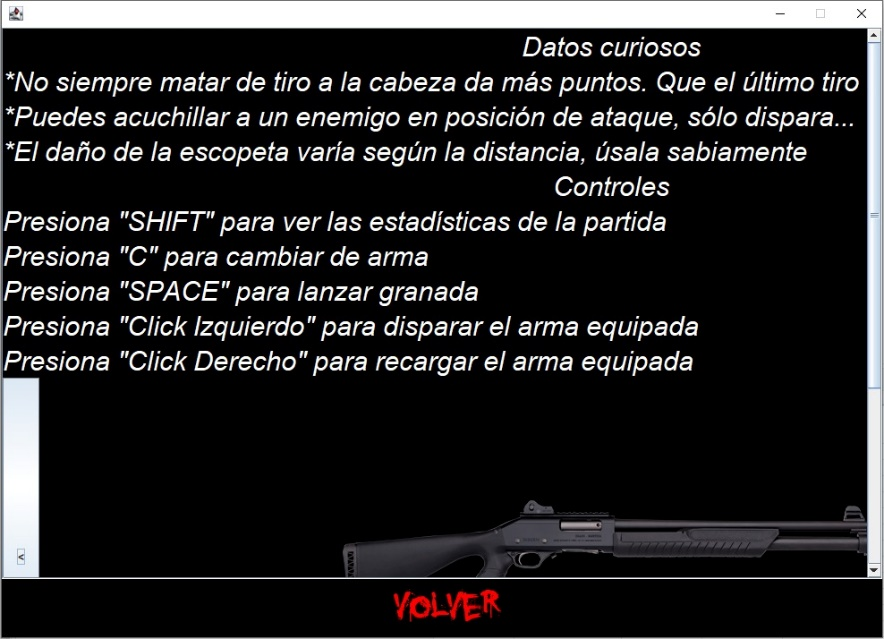 Datos curiosos
*No siempre matar de tiro a la cabeza da más puntos. Que el último tiro
*Puedes acuchillar a un enemigo en posición de ataque, sólo dispara...
*El daño de la escopeta varía según la distancia, úsala sabiamente
Controles
Presiona "SHIFT" para ver las estadísticas de la partida
Presiona "C" para cambiar de arma
Presiona "SPACE" para lanzar granada
Presiona "Click Izquierdo" para disparar el arma equipada
Presiona "Click Derecho" para recargar el arma equipada
VOLVER